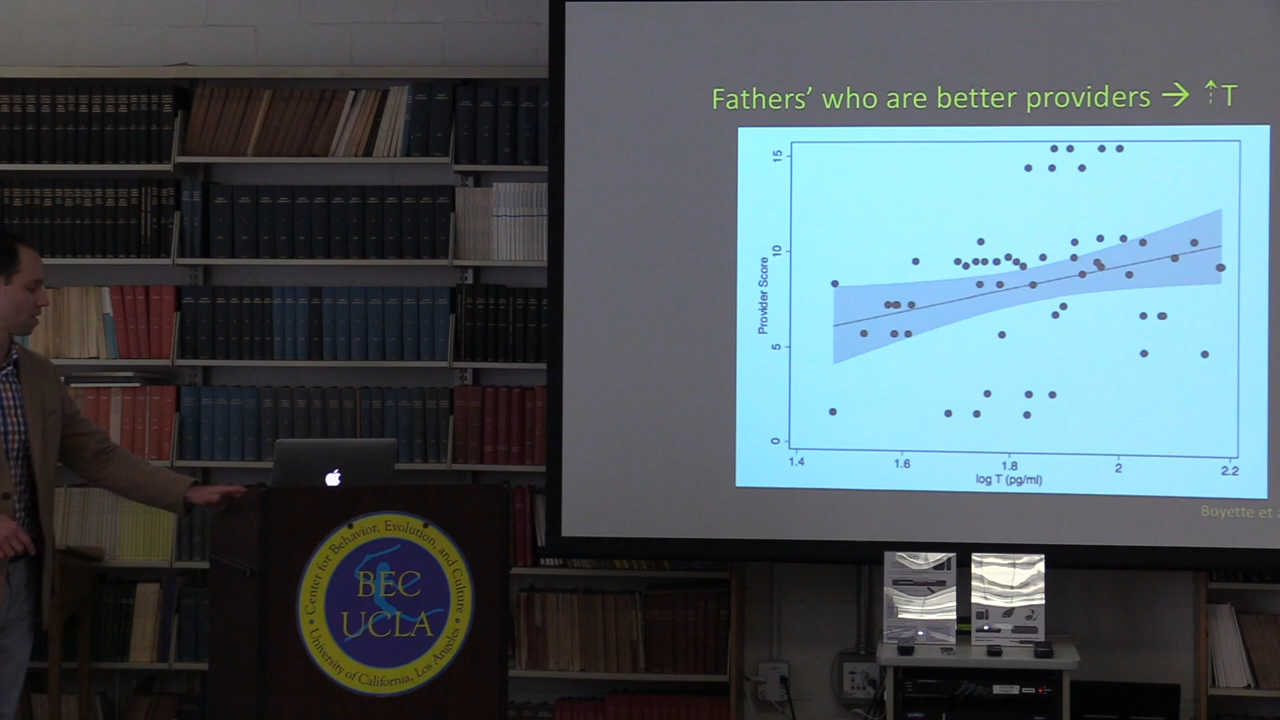 Fathers' who are better providers → ⇡T
15
10
5
0
Provider Score
1.4
1.6
1.8
2
2.2
log T (pg/ml)
Boyette et
Center for Behavior, Evolution, and Culture
BEC
UCLA
University of California, Los Angeles